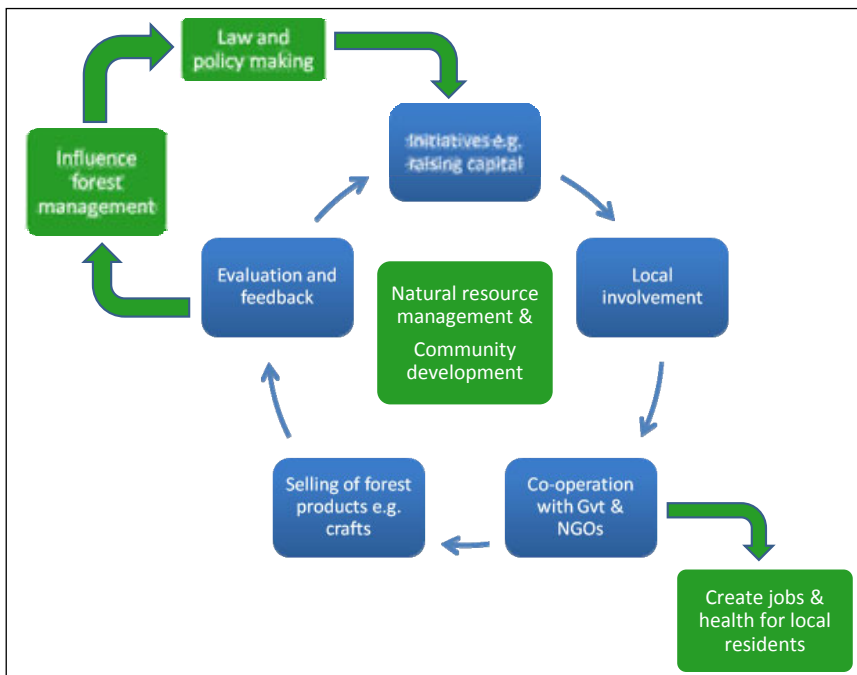 Law and
policy making
Initiatives e.g.
raising capital
Influence
forest
management
Evaluation and
feedback
Natural resource
management &
Community
development
Local
involvement
Selling of forest
products e.g.
crafts
Co-operation
with Gvt &
NGOs
Create jobs &
health for local
residents